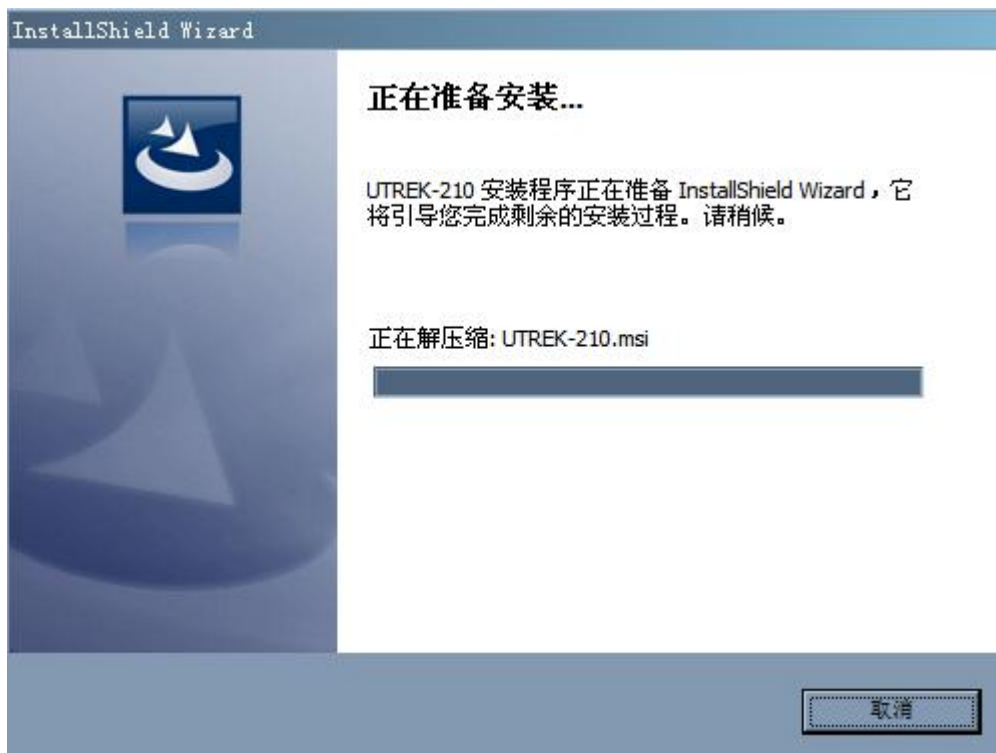 InstallShield Wizard
正在准备安装...
UTREK-210 安装程序正在准备 InstallShield Wizard，它
将引导您完成剩余的安装过程。请稍候。
正在解压缩: UTREK-210.msi
取消